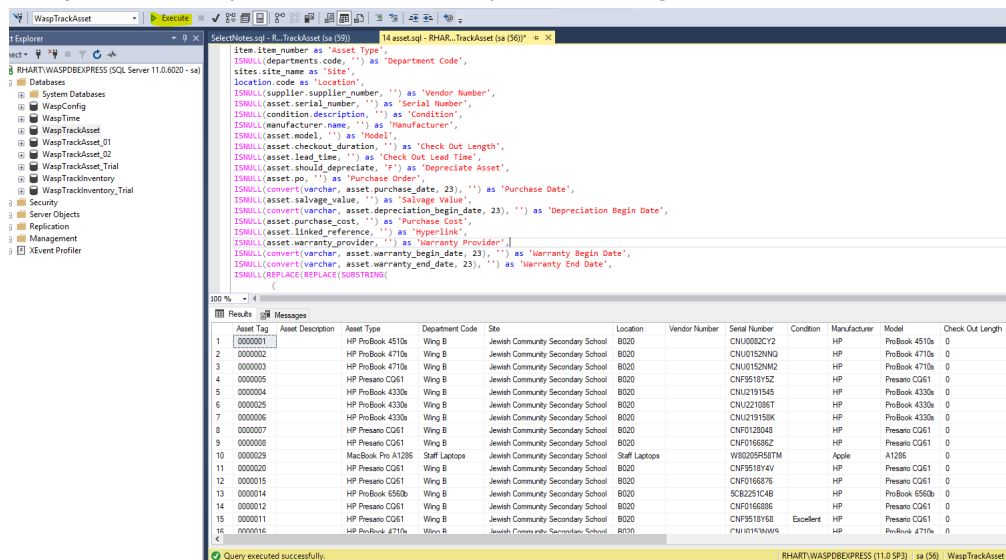 WaspTrackAsset Execute
t Explorer
SelectNotes.sql - R...TrackAsset (sa (59)) 14 asset.sql - RHAR...TrackAsset (sa (56))*
RHART\WASPDBEXPRESS (SQL Server 11.0.6020 - sa)
Databases
System Databases
WaspConfig
WaspTime
WaspTrackAsset
WaspTrackAsset_01
WaspTrackAsset_02
WaspTrackAsset_Trial
WaspTrackInventory
WaspTrackInventory_Trial
Security
Server Objects
Replication
Management
XEvent Profiler
item.item_number as 'Asset Type',
ISNULL(departments.code, '') as 'Department Code',
sites.site_name as 'Site',
location.code as 'Location',
ISNULL(supplier.supplier_number, '') as 'Vendor Number',
ISNULL(asset.serial_number, '') as 'Serial Number',
ISNULL(condition.description, '') as 'Condition',
ISNULL(manufacturer.name, '') as 'Manufacturer',
ISNULL(asset.model, '') as 'Model',
ISNULL(asset.checkout_duration, '') as 'Check Out Length',
ISNULL(asset.lead_time, '') as 'Check Out Lead Time',
ISNULL(asset.should_depreciate, 'F') as 'Depreciate Asset',
ISNULL(asset.po, '') as 'Purchase Order',
ISNULL(convert(varchar, asset.purchase_date, 23), '') as 'Purchase Date',
ISNULL(asset.salvage_value, '') as 'Salvage Value',
ISNULL(convert(varchar, asset.depreciation_begin_date, 23), '') as 'Depreciation Begin Date',
ISNULL(asset.purchase_cost, '') as 'Purchase Cost',
ISNULL(asset.linked_reference, '') as 'Hyperlink',
ISNULL(asset.warranty_provider, '') as 'Warranty Provider',
ISNULL(convert(varchar, asset.warranty_begin_date, 23), '') as 'Warranty Begin Date',
ISNULL(convert(varchar, asset.warranty_end_date, 23), '') as 'Warranty End Date',
ISNULL(REPLACE(REPLACE(SUBSTRING(
(
100 %
Results Messages
Asset Tag Asset Description Asset Type Department Code Site Location Vendor Number Serial Number Condition Manufacturer Model Check Out Length
1 0000001 HP ProBook 4510s Wing B Jewish Community Secondary School B020 CNU0082CY2 HP ProBook 4510s 0
2 0000002 HP ProBook 4710s Wing B Jewish Community Secondary School B020 CNU0152NNQ HP ProBook 4710s 0
3 0000003 HP ProBook 4710s Wing B Jewish Community Secondary School B020 CNU0152NM2 HP ProBook 4710s 0
4 0000005 HP Presario CQ61 Wing B Jewish Community Secondary School B020 CNF9518Y5Z HP Presario CQ61 0
5 0000004 HP ProBook 4330s Wing B Jewish Community Secondary School B020 CNU2191545 HP ProBook 4330s 0
6 0000025 HP ProBook 4330s Wing B Jewish Community Secondary School B020 CNU221086T HP ProBook 4330s 0
7 0000006 HP ProBook 4330s Wing B Jewish Community Secondary School B020 CNU219158K HP ProBook 4330s 0
8 0000007 HP Presario CQ61 Wing B Jewish Community Secondary School B020 CNF0128048 HP Presario CQ61 0
9 0000008 HP Presario CQ61 Wing B Jewish Community Secondary School B020 CNF016686Z HP Presario CQ61 0
10 0000029 MacBook Pro A1286 Staff Laptops Jewish Community Secondary School Staff Laptops W80205R58TM Apple A1286 0
11 0000020 HP Presario CQ61 Wing B Jewish Community Secondary School B020 CNF9518Y4V HP Presario CQ61 0
12 0000015 HP Presario CQ61 Wing B Jewish Community Secondary School B020 CNF0166876 HP Presario CQ61 0
13 0000014 HP ProBook 6560b Wing B Jewish Community Secondary School B020 5CB2251C4B HP ProBook 6560b 0
14 0000012 HP Presario CQ61 Wing B Jewish Community Secondary School B020 CNF0166886 HP Presario CQ61 0
15 0000011 HP Presario CQ61 Wing B Jewish Community Secondary School B020 CNF9518Y68 Excellent HP Presario CQ61 0
16 0000016 HP ProBook 4710s Wing B Jewish Community Secondary School B020 CNU0153NW9 HP ProBook 4710s 0
Query executed successfully. RHART\WASPDBEXPRESS (11.0 SP3) sa (56) WaspTrackAsset